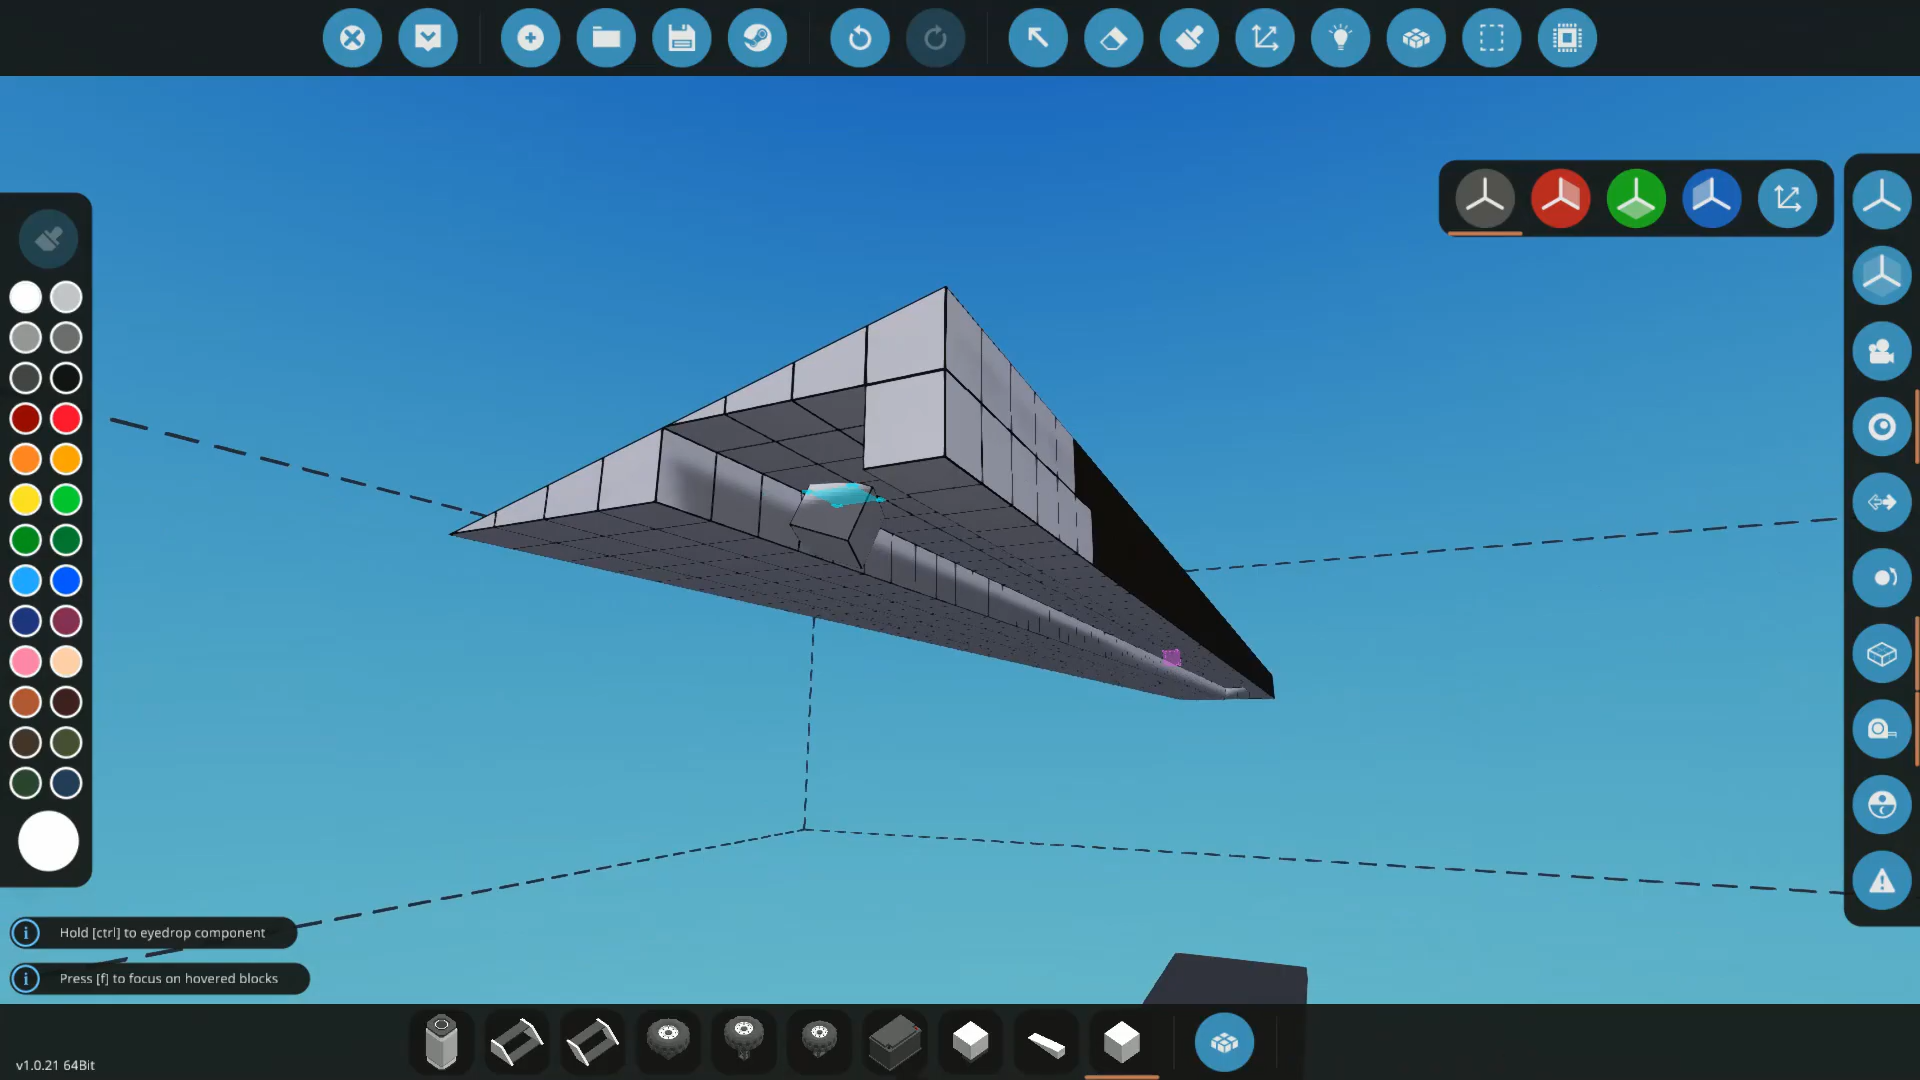 Hold [ctrl] to eyedrop component
Press [f] to focus on hovered blocks
v1.0.21 64Bit